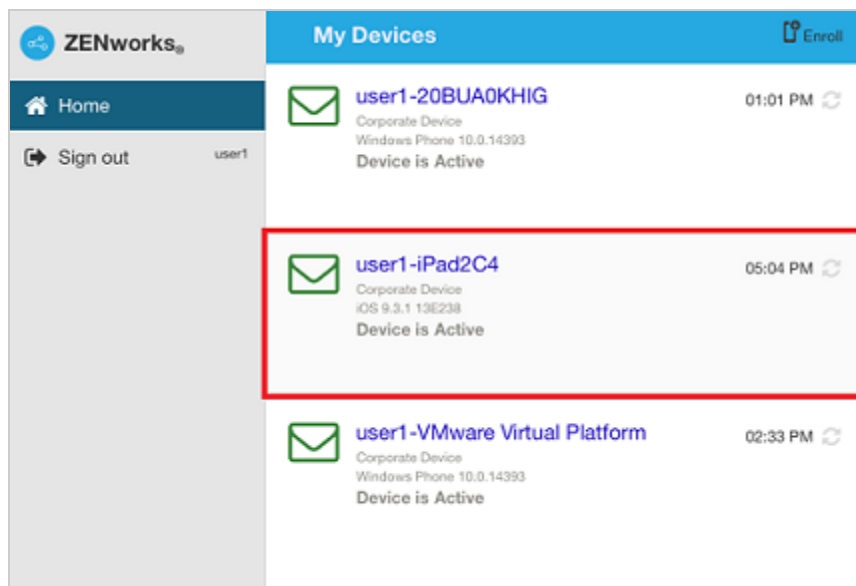 ZENworks®
Home
Sign out
user1
My Devices
Enroll
user1-20BUA0KHIG
01:01 PM
Corporate Device
Windows Phone 10.0.14393
Device is Active
user1-iPad2C4
05:04 PM
Corporate Device
iOS 9.3.1 13E238
Device is Active
user1-VMware Virtual Platform
02:33 PM
Corporate Device
Windows Phone 10.0.14393
Device is Active